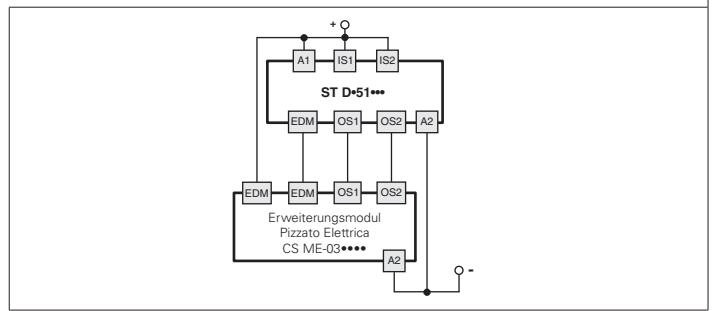 +
A1 IS1 IS2
ST D•51•••
EDM OS1 OS2 A2
EDM EDM OS1 OS2
Erweiterungsmodul
Pizzato Elettrica
CS ME-03••••
A2
-